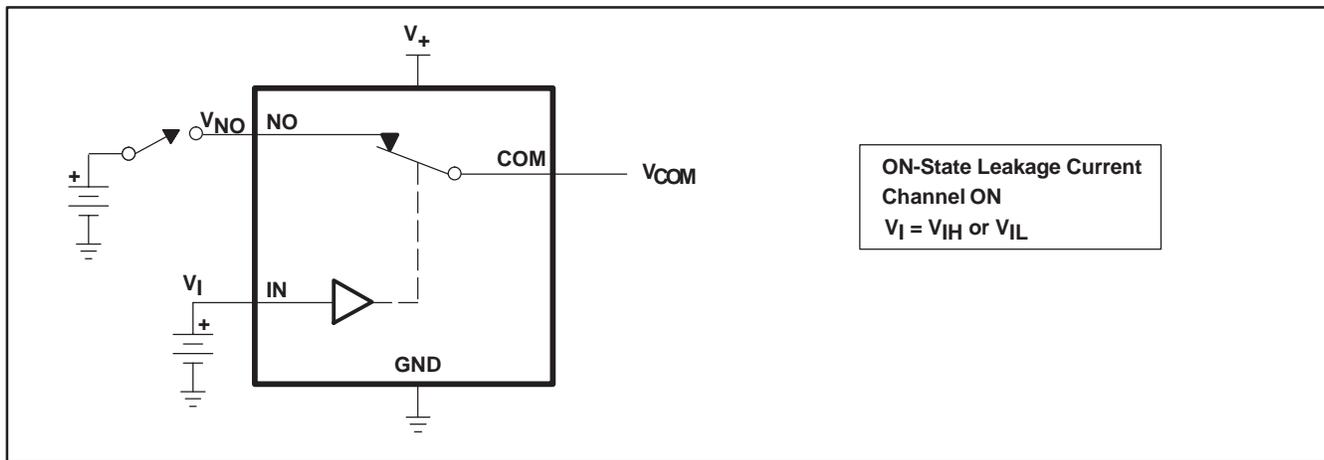 V+
VNO NO
COM
VCOM
+
VI
IN
+
GND
ON-State Leakage Current
Channel ON
VI = VIH or VIL